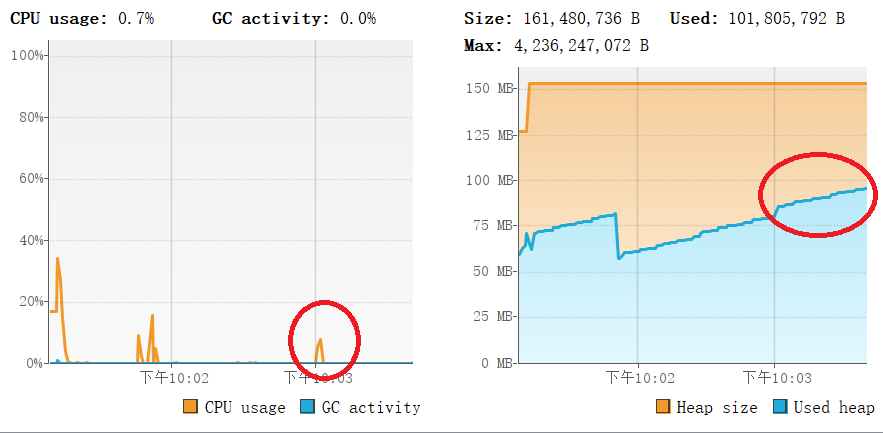 CPU usage: 0.7% GC activity: 0.0%
100%
80%
60%
40%
20%
0%
下午10:02 下午10:03
CPU usage GC activity
Size: 161,480,736 B Used: 101,805,792 B
Max: 4,236,247,072 B
150 MB
125 MB
100 MB
75 MB
50 MB
25 MB
0 MB
下午10:02 下午10:03
Heap size Used heap